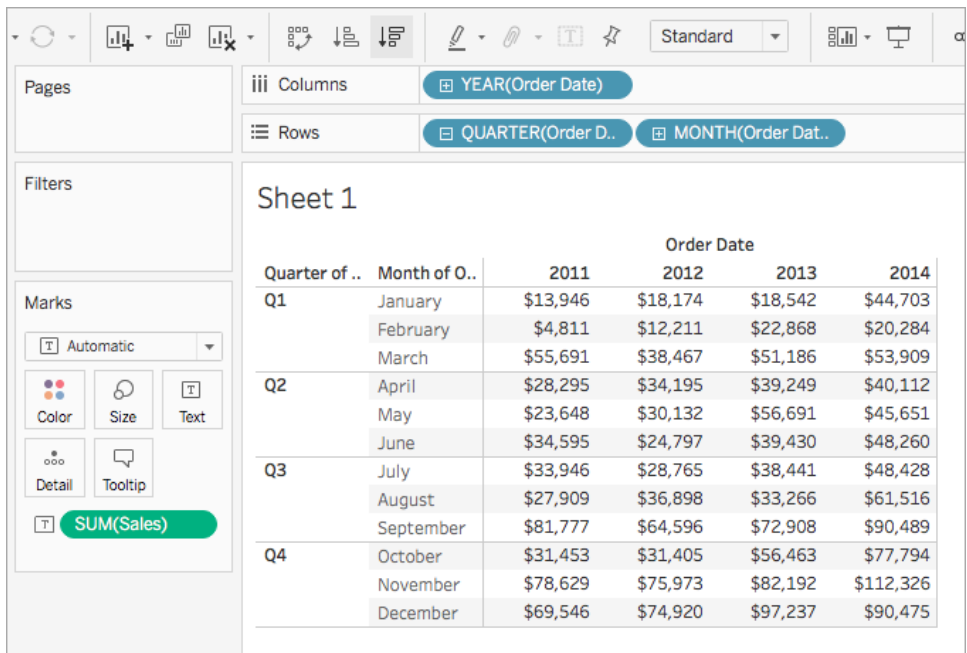 Standard
Pages
Columns
YEAR(Order Date)
Rows
QUARTER(Order D.. MONTH(Order Dat..
Filters
Sheet 1
Order Date
Quarter of .. Month of O.. 2011 2012 2013 2014
Q1 January $13,946 $18,174 $18,542 $44,703
February $4,811 $12,211 $22,868 $20,284
March $55,691 $38,467 $51,186 $53,909
Q2 April $28,295 $34,195 $39,249 $40,112
May $23,648 $30,132 $56,691 $45,651
June $34,595 $24,797 $39,430 $48,260
Q3 July $33,946 $28,765 $38,441 $48,428
August $27,909 $36,898 $33,266 $61,516
September $81,777 $64,596 $72,908 $90,489
Q4 October $31,453 $31,405 $56,463 $77,794
November $78,629 $75,973 $82,192 $112,326
December $69,546 $74,920 $97,237 $90,475
Marks
T Automatic
Color Size T Text
Detail Tooltip
T SUM(Sales)